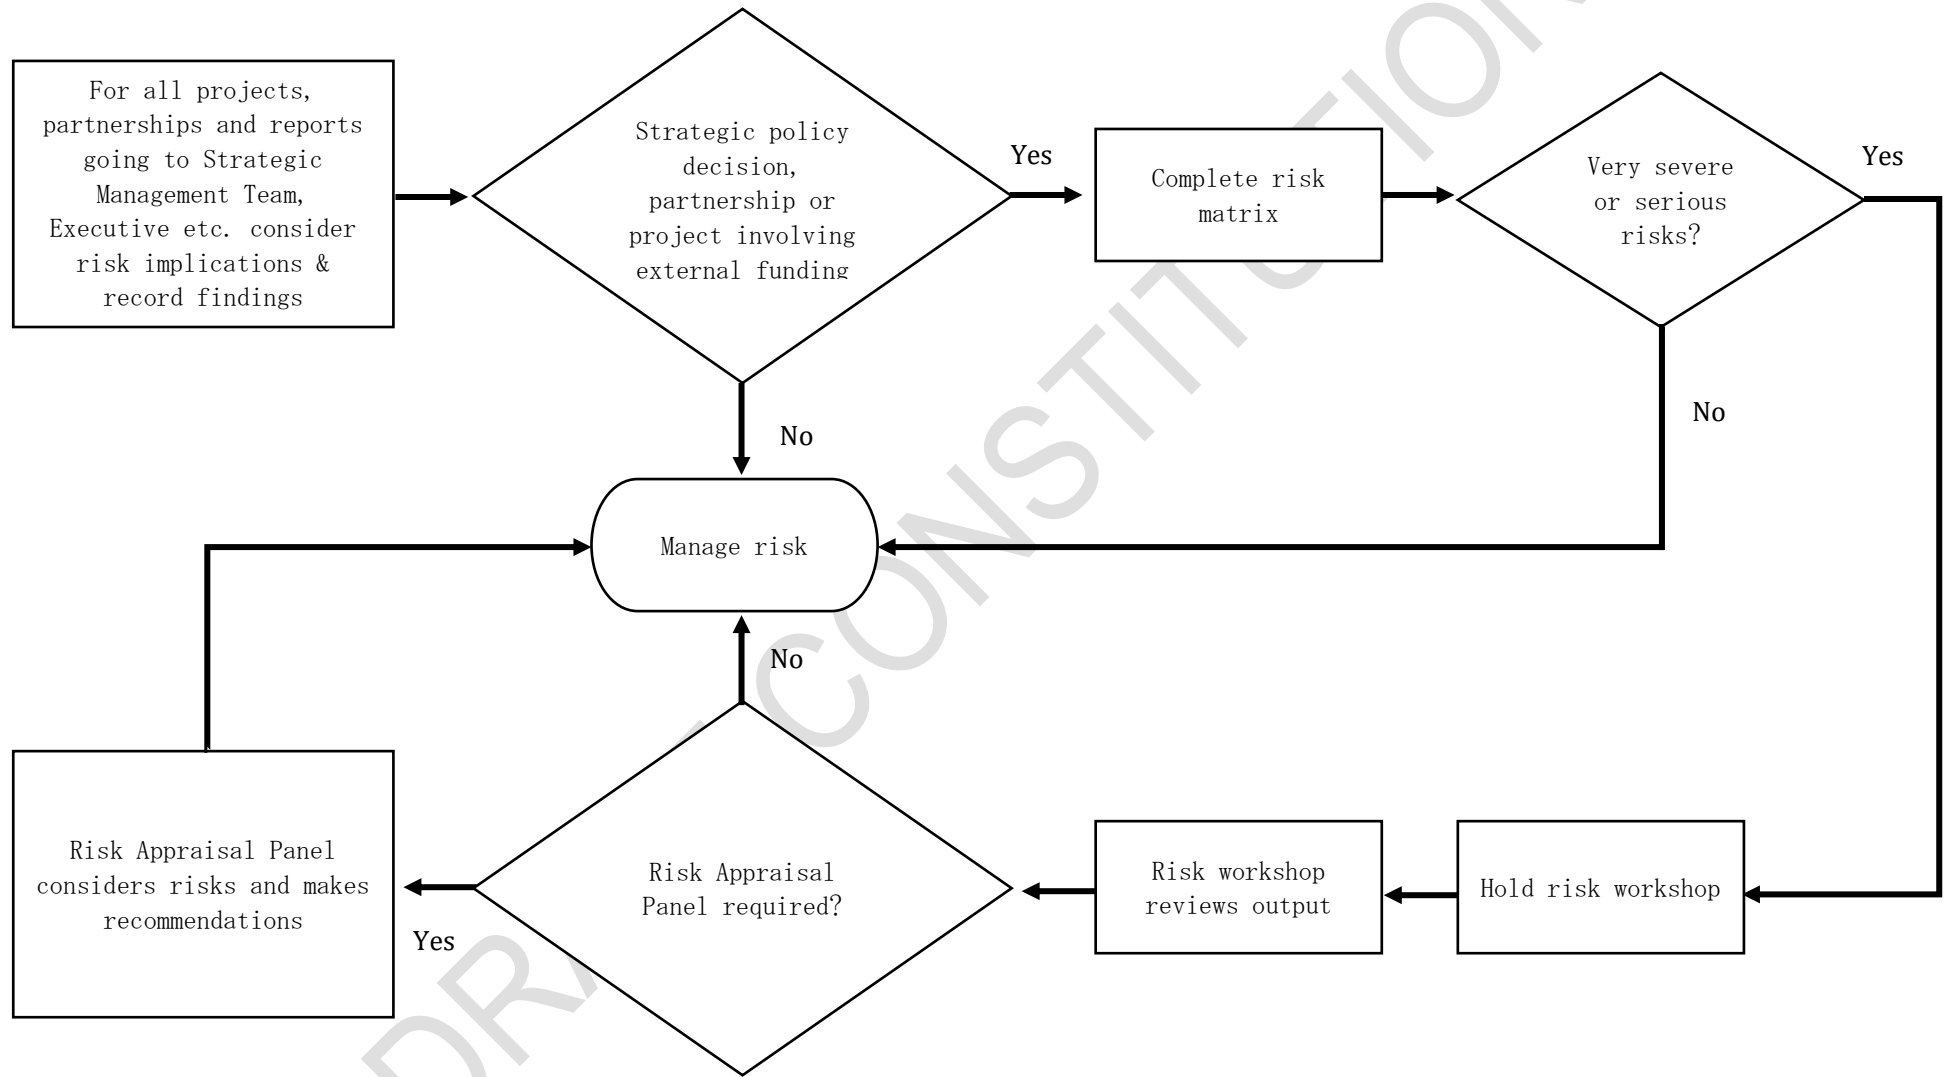 For all projects,
partnerships and reports
going to Strategic
Management Team,
Executive etc. consider
risk implications &
record findings
Strategic policy
decision,
partnership or
project involving
external funding
Yes
Complete risk
matrix
Very severe
or serious
risks?
Yes
No
No
Manage risk
No
Risk Appraisal Panel
considers risks and makes
recommendations
Yes
Risk Appraisal
Panel required?
Risk workshop
reviews output
Hold risk workshop
CONSTITUTION